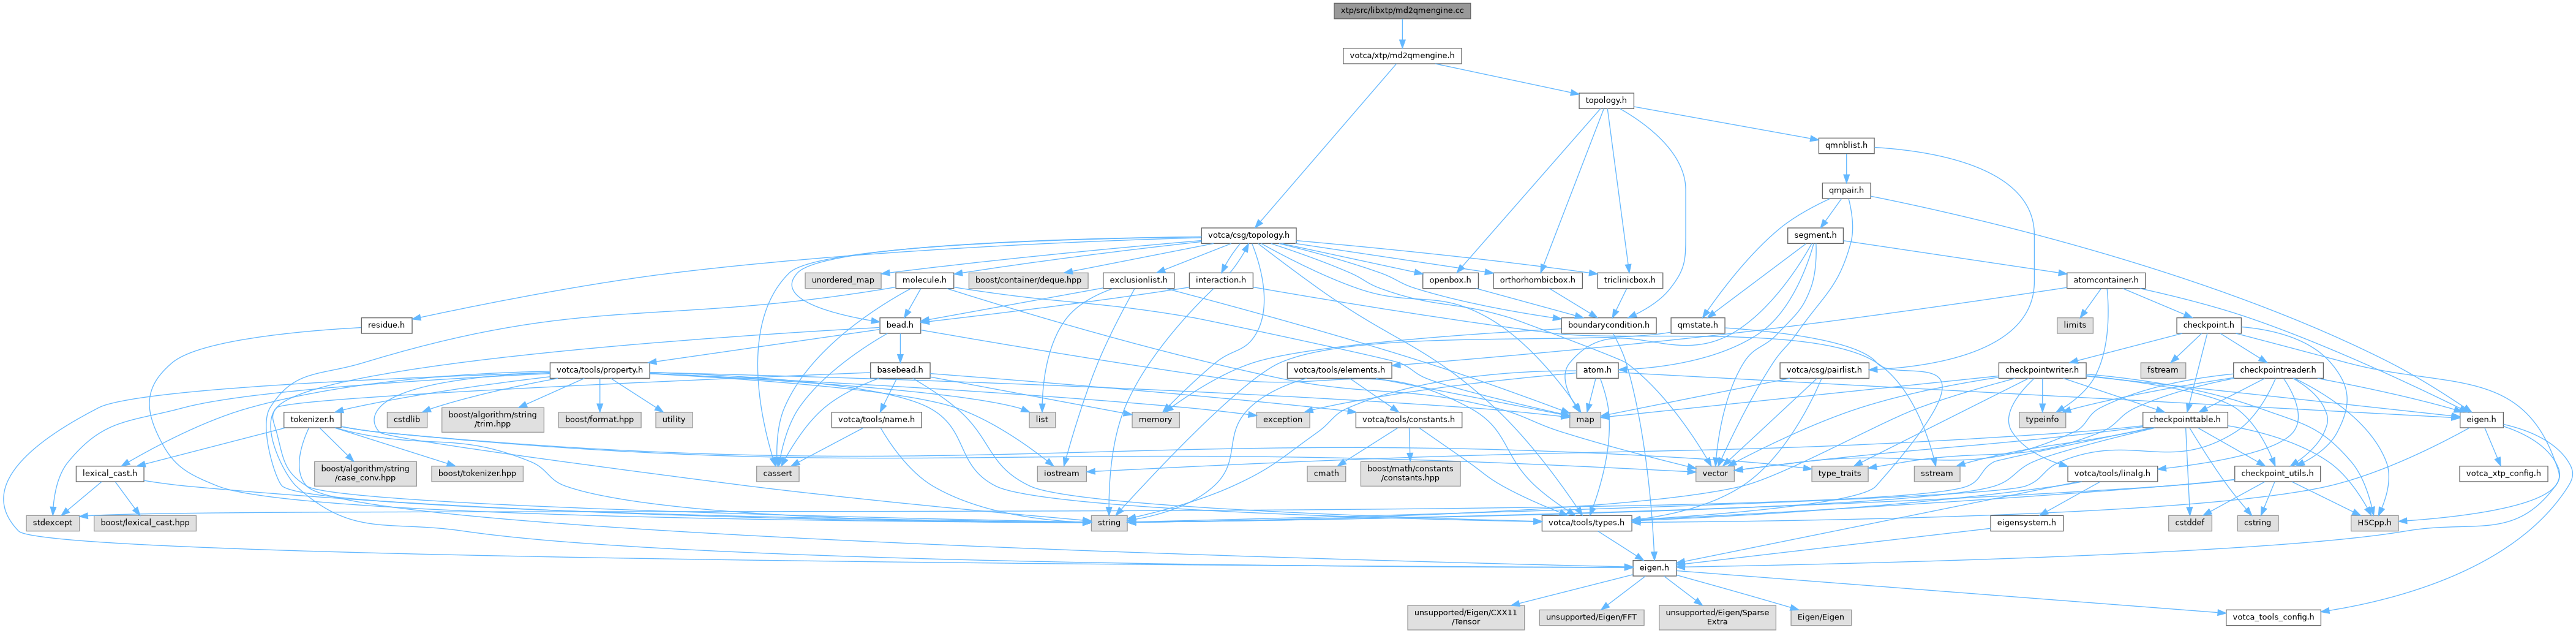 xtp/src/libxtp/md2qmengine.cc
votca/xtp/md2qmengine.h
topology.h
qmnblist.h
qmpair.h
votca/csg/topology.h
segment.h
unordered_map
molecule.h
boost/container/deque.hpp
exclusionlist.h
interaction.h
openbox.h
orthorhombicbox.h
triclinicbox.h
atomcontainer.h
residue.h
bead.h
boundarycondition.h
qmstate.h
limits
checkpoint.h
votca/tools/property.h
basebead.h
votca/tools/elements.h
atom.h
votca/csg/pairlist.h
checkpointwriter.h
fstream
checkpointreader.h
tokenizer.h
cstdlib
boost/algorithm/string
/trim.hpp
boost/format.hpp
utility
votca/tools/name.h
list
memory
exception
votca/tools/constants.h
map
typeinfo
checkpointtable.h
eigen.h
lexical_cast.h
boost/algorithm/string
/case_conv.hpp
boost/tokenizer.hpp
cassert
iostream
cmath
boost/math/constants
/constants.hpp
vector
type_traits
sstream
votca/tools/linalg.h
checkpoint_utils.h
votca_xtp_config.h
stdexcept
boost/lexical_cast.hpp
string
votca/tools/types.h
eigensystem.h
cstddef
cstring
H5Cpp.h
eigen.h
unsupported/Eigen/CXX11
/Tensor
unsupported/Eigen/FFT
unsupported/Eigen/Sparse
Extra
Eigen/Eigen
votca_tools_config.h